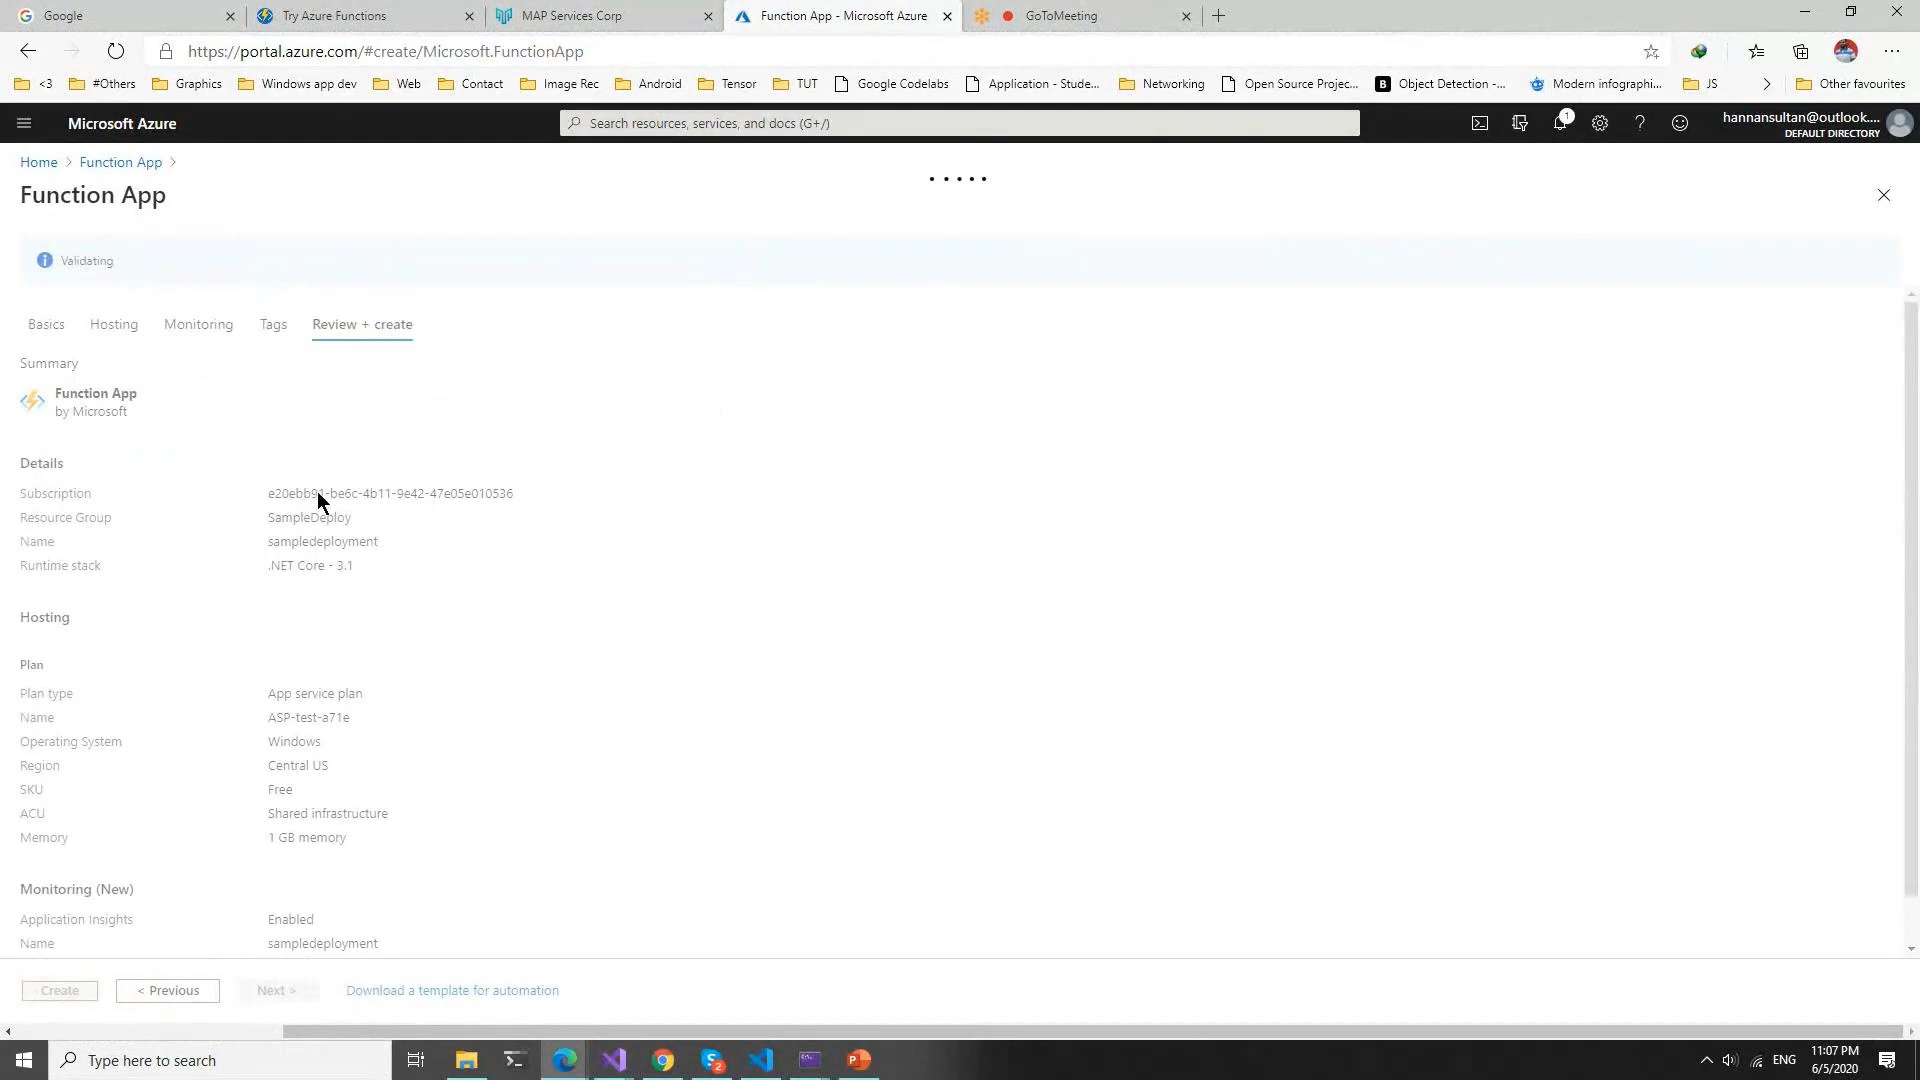 Google
Try Azure Functions
MAP Services Corp
Function App - Microsoft Azure
GoToMeeting
https://portal.azure.com/#create/Microsoft.FunctionApp
<3
#Others
Graphics
Windows app dev
Web
Contact
Image Rec
Android
Tensor
TUT
Google Codelabs
Application - Stude...
Networking
Open Source Projec...
B
Object Detection -...
Modern infographi...
JS
Other favourites
Microsoft Azure
Search resources, services, and docs (G+/)
1
hannansultan@outlook....
DEFAULT DIRECTORY
Home > Function App >
Function App
Validating
Basics
Hosting
Monitoring
Tags
Review + create
Summary
Function App
by Microsoft
Details
Subscription e20ebb91-be6c-4b11-9e42-47e05e010536
Resource Group SampleDeploy
Name sampledeployment
Runtime stack .NET Core - 3.1
Hosting
Plan
Plan type App service plan
Name ASP-test-a71e
Operating System Windows
Region Central US
SKU Free
ACU Shared infrastructure
Memory 1 GB memory
Monitoring (New)
Application Insights Enabled
Name sampledeployment
Create
< Previous
Next >
Download a template for automation
Type here to search
2
ENG
11:07 PM
6/5/2020